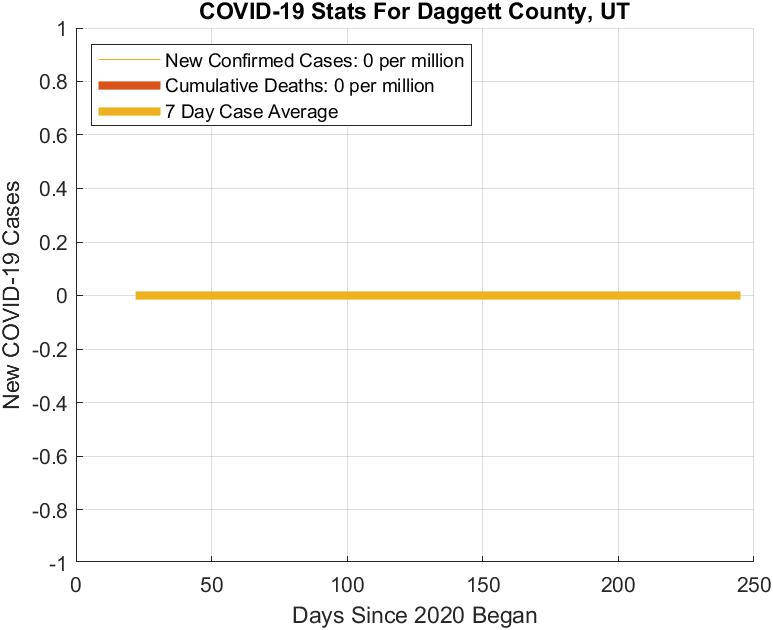 COVID-19 Stats For Daggett County, UT
New Confirmed Cases: 0 per million
Cumulative Deaths: 0 per million
7 Day Case Average
New COVID-19 Cases
1
0.8
0.6
0.4
0.2
0
-0.2
-0.4
-0.6
-0.8
-1
0 50 100 150 200 250
Days Since 2020 Began